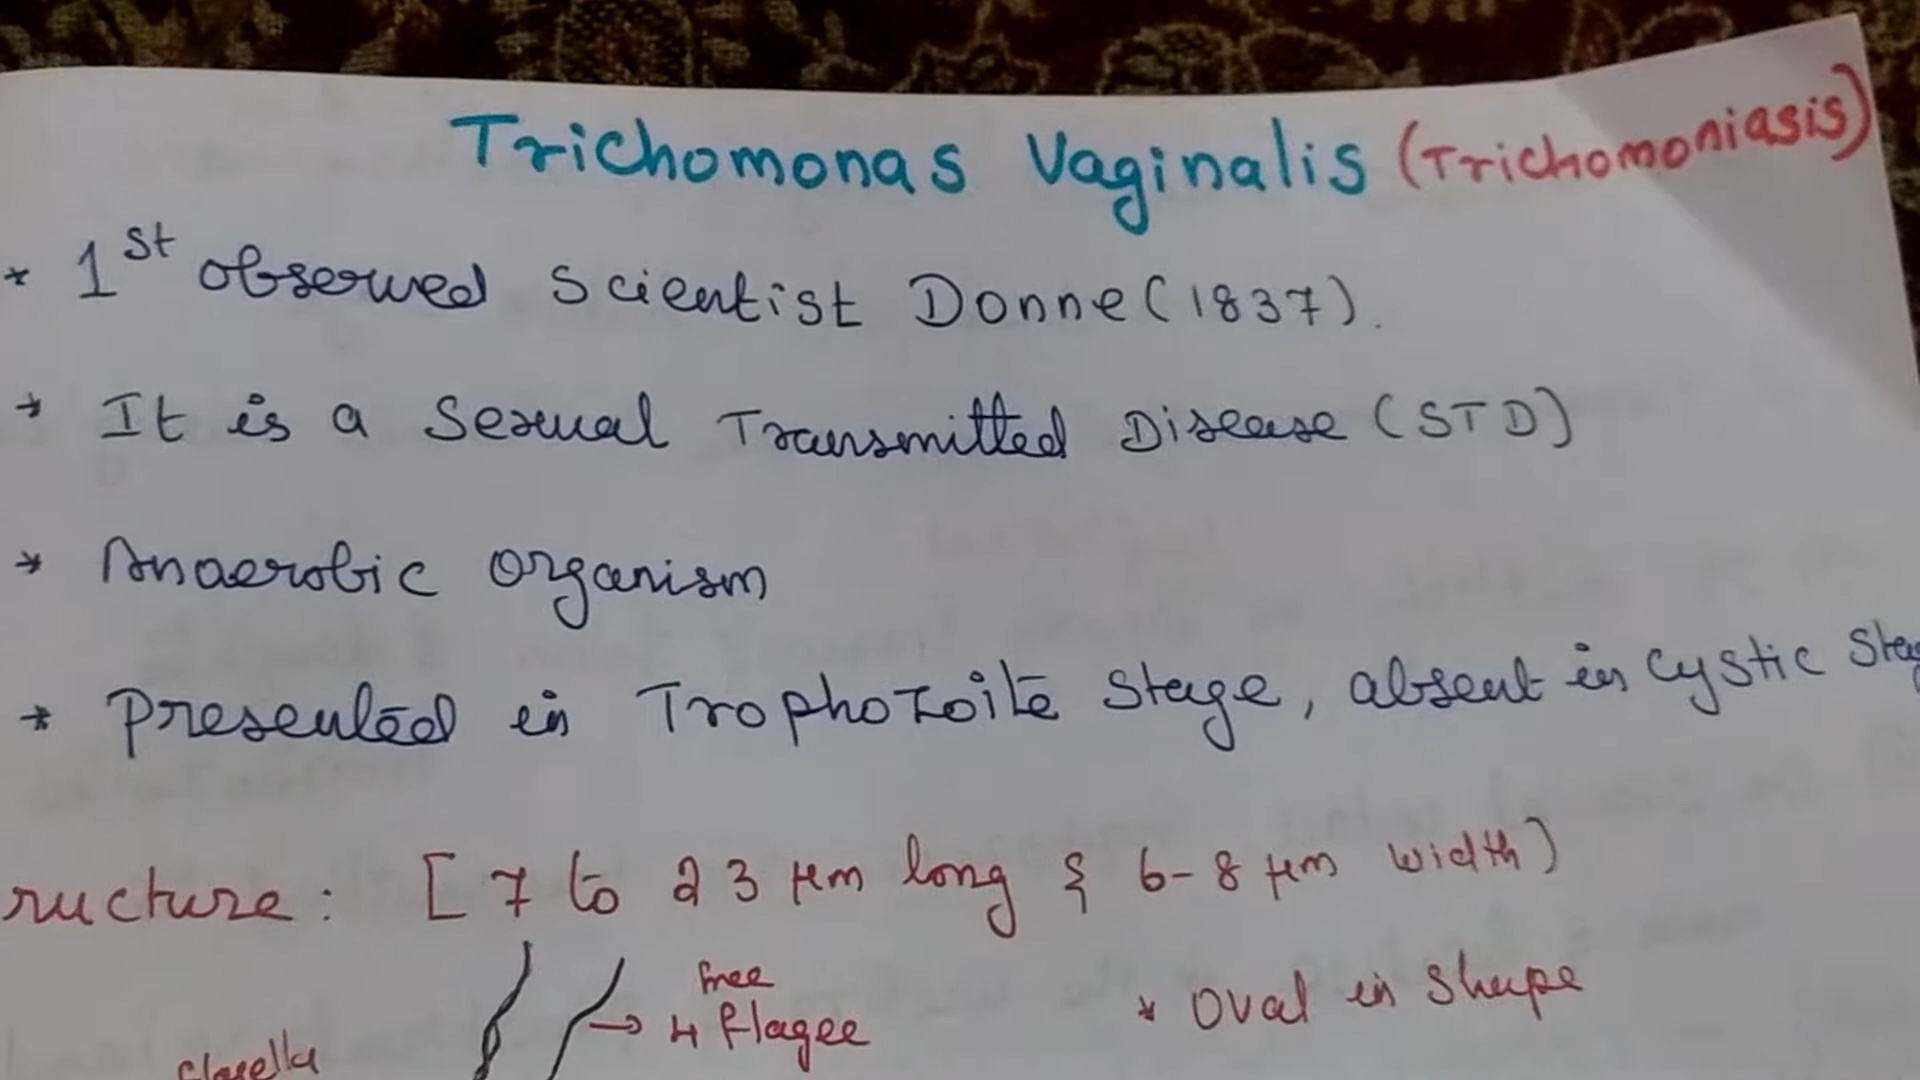 Trichomonas Vaginalis (Trichomoniasis)
* 1st observed Scientist Donne (1837).
* It is a Sexual Transmitted Disease (STD)
* Anaerobic organism
* Presented in Trophozoite Stage, absent in Cystic Stag
ructure: [7 to 23 µm long & 6-8 µm width)
free
→ 4 flagee
* Oval in Shape